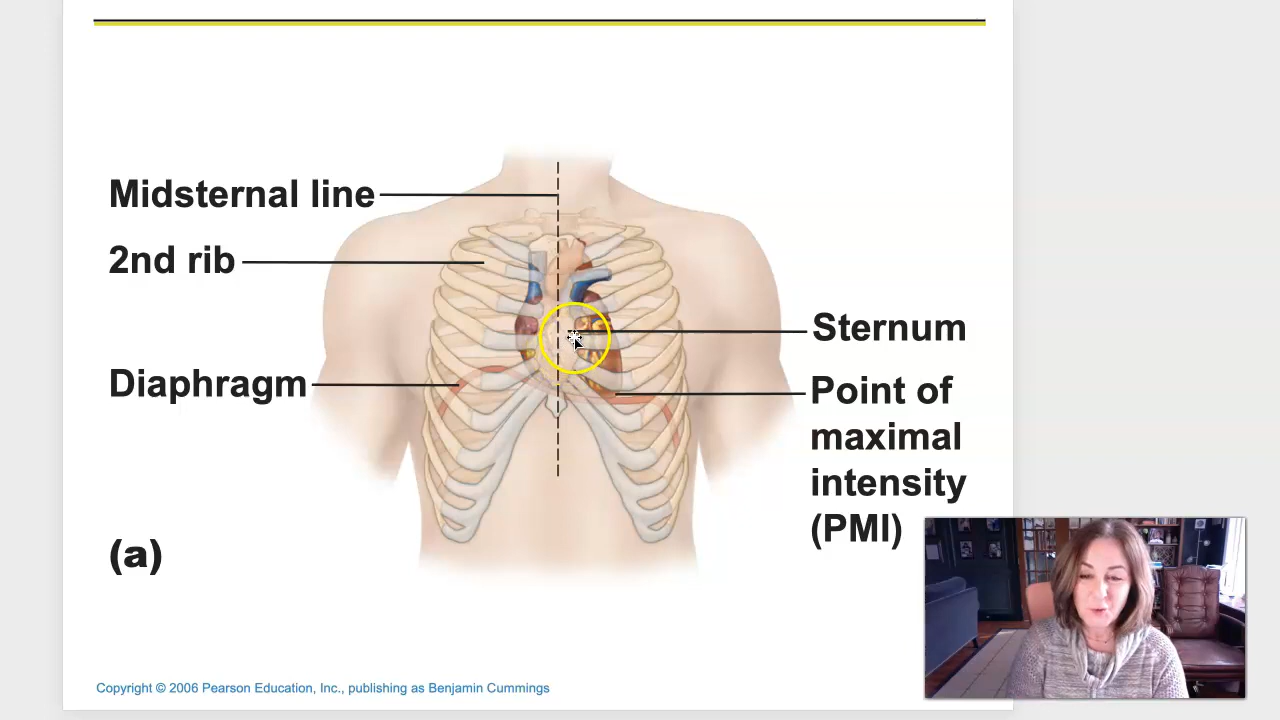 Midsternal line
2nd rib
Diaphragm
Sternum
Point of
maximal
intensity
(PMI)
(a)
Copyright © 2006 Pearson Education, Inc., publishing as Benjamin Cummings